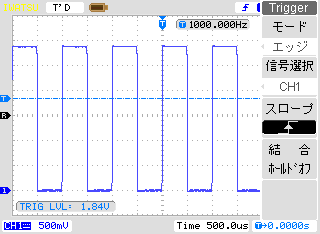 T'D
1000.000Hz
Trigger
モード
エッジ
信号選択
CH1
スロープ
結 合
ホールドオフ
T
A
1
TRIG LVL: 1.84V
CH1 500mV
Time 500.0us
T→0.0000s